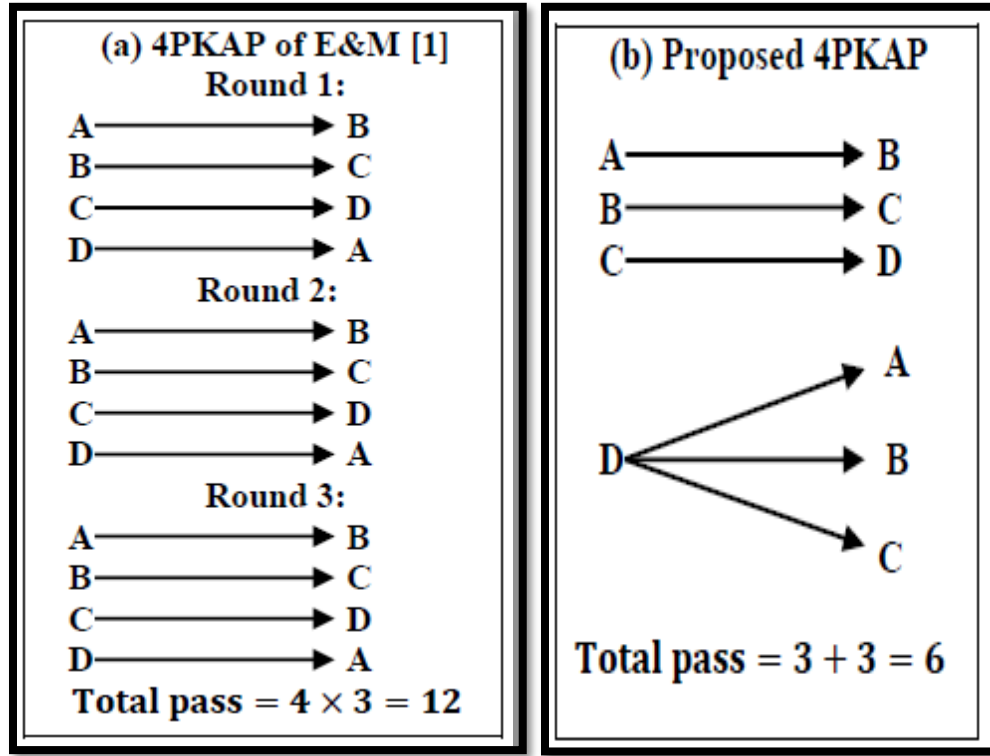 (a) 4PKAP of E&M [1]
Round 1:
A B
B C
C D
D A
Round 2:
A B
B C
C D
D A
Round 3:
A B
B C
C D
D A
Total pass = 4 × 3 = 12
(b) Proposed 4PKAP
A B
B C
C D
A
D B
C
Total pass = 3 + 3 = 6